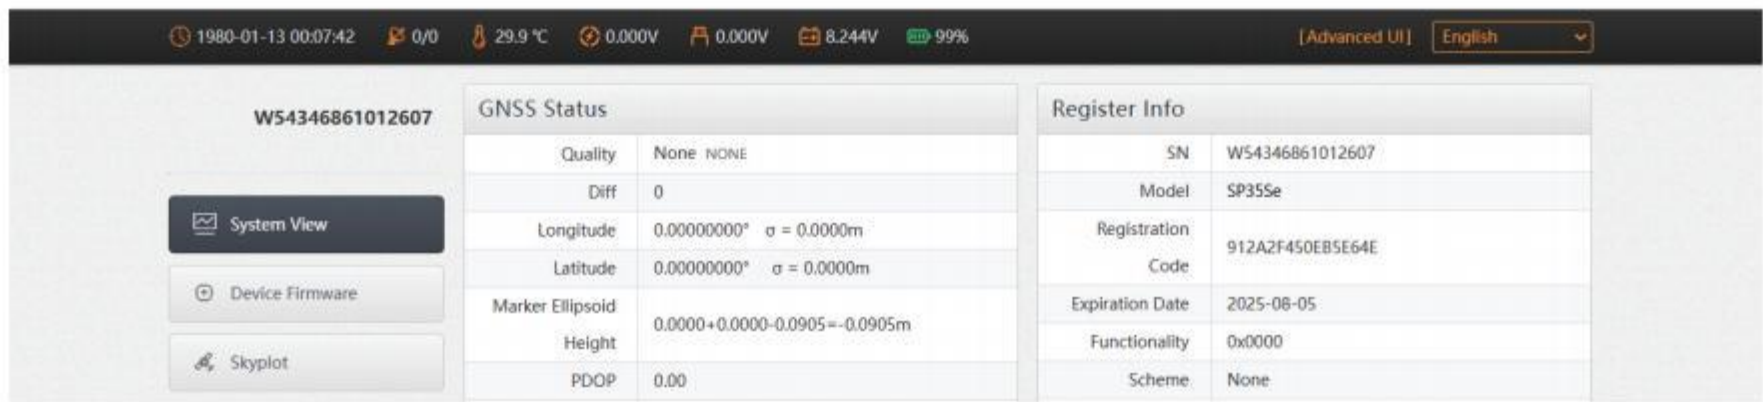 1980-01-13 00:07:42 0/0 29.9 ℃ 0.000V 0.000V 8.244V 99% [Advanced UI] English
W54346861012607
System View
Device Firmware
Skyplot
GNSS Status
Quality None NONE
Diff 0
Longitude 0.00000000° σ = 0.0000m
Latitude 0.00000000° σ = 0.0000m
Marker Ellipsoid
Height 0.0000+0.0000-0.0905=-0.0905m
PDOP 0.00
Register Info
SN W54346861012607
Model SP35Se
Registration
Code 912A2F450EB5E64E
Expiration Date 2025-08-05
Functionality 0x0000
Scheme None